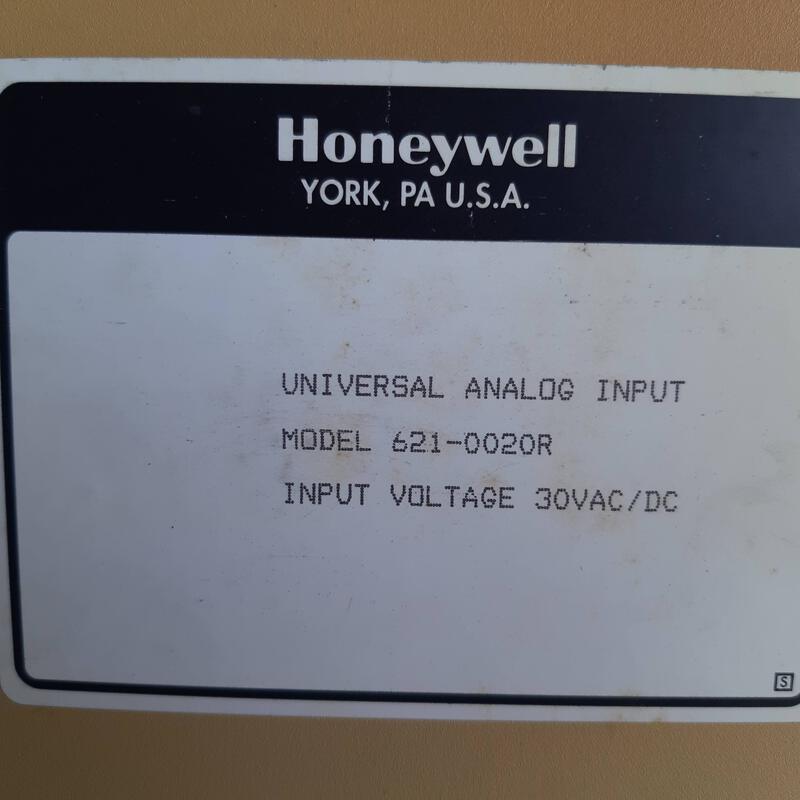 Honeywell
YORK, PA U.S.A.
UNIVERSAL ANALOG INPUT
MODEL 621-0020R
INPUT VOLTAGE 30VAC/DC
S